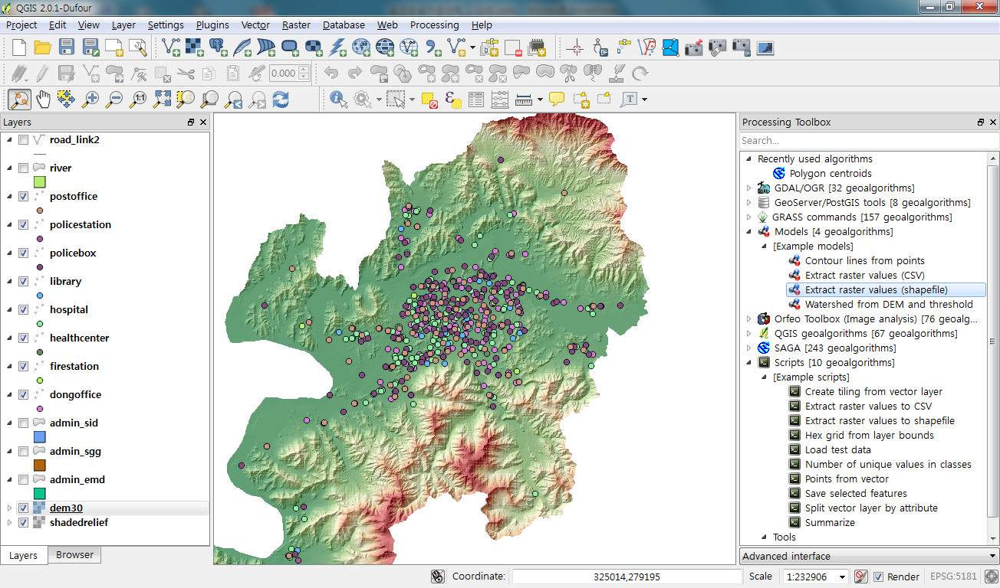 QGIS 2.0.1-Dufour
Project Edit View Layer Settings Plugins Vector Raster Database Web Processing Help
0.000
1:1
T
Layers
road_link2
river
postoffice
policestation
policebox
library
hospital
healthcenter
firestation
dongoffice
admin_sid
admin_sgg
admin_emd
dem30
shadedrelief
Layers Browser
Processing Toolbox
Search...
Recently used algorithms
Polygon centroids
GDAL/OGR [32 geoalgorithms]
GeoServer/PostGIS tools [8 geoalgorithms]
GRASS commands [157 geoalgorithms]
Models [4 geoalgorithms]
[Example models]
Contour lines from points
Extract raster values (CSV)
Extract raster values (shapefile)
Watershed from DEM and threshold
Orfeo Toolbox (Image analysis) [76 geoalg...
QGIS geoalgorithms [67 geoalgorithms]
SAGA [243 geoalgorithms]
Scripts [10 geoalgorithms]
[Example scripts]
Create tiling from vector layer
Extract raster values to CSV
Extract raster values to shapefile
Hex grid from layer bounds
Load test data
Number of unique values in classes
Points from vector
Save selected features
Split vector layer by attribute
Summarize
Tools
Advanced interface
Coordinate: 325014,279195 Scale 1:232906 Render EPSG:5181